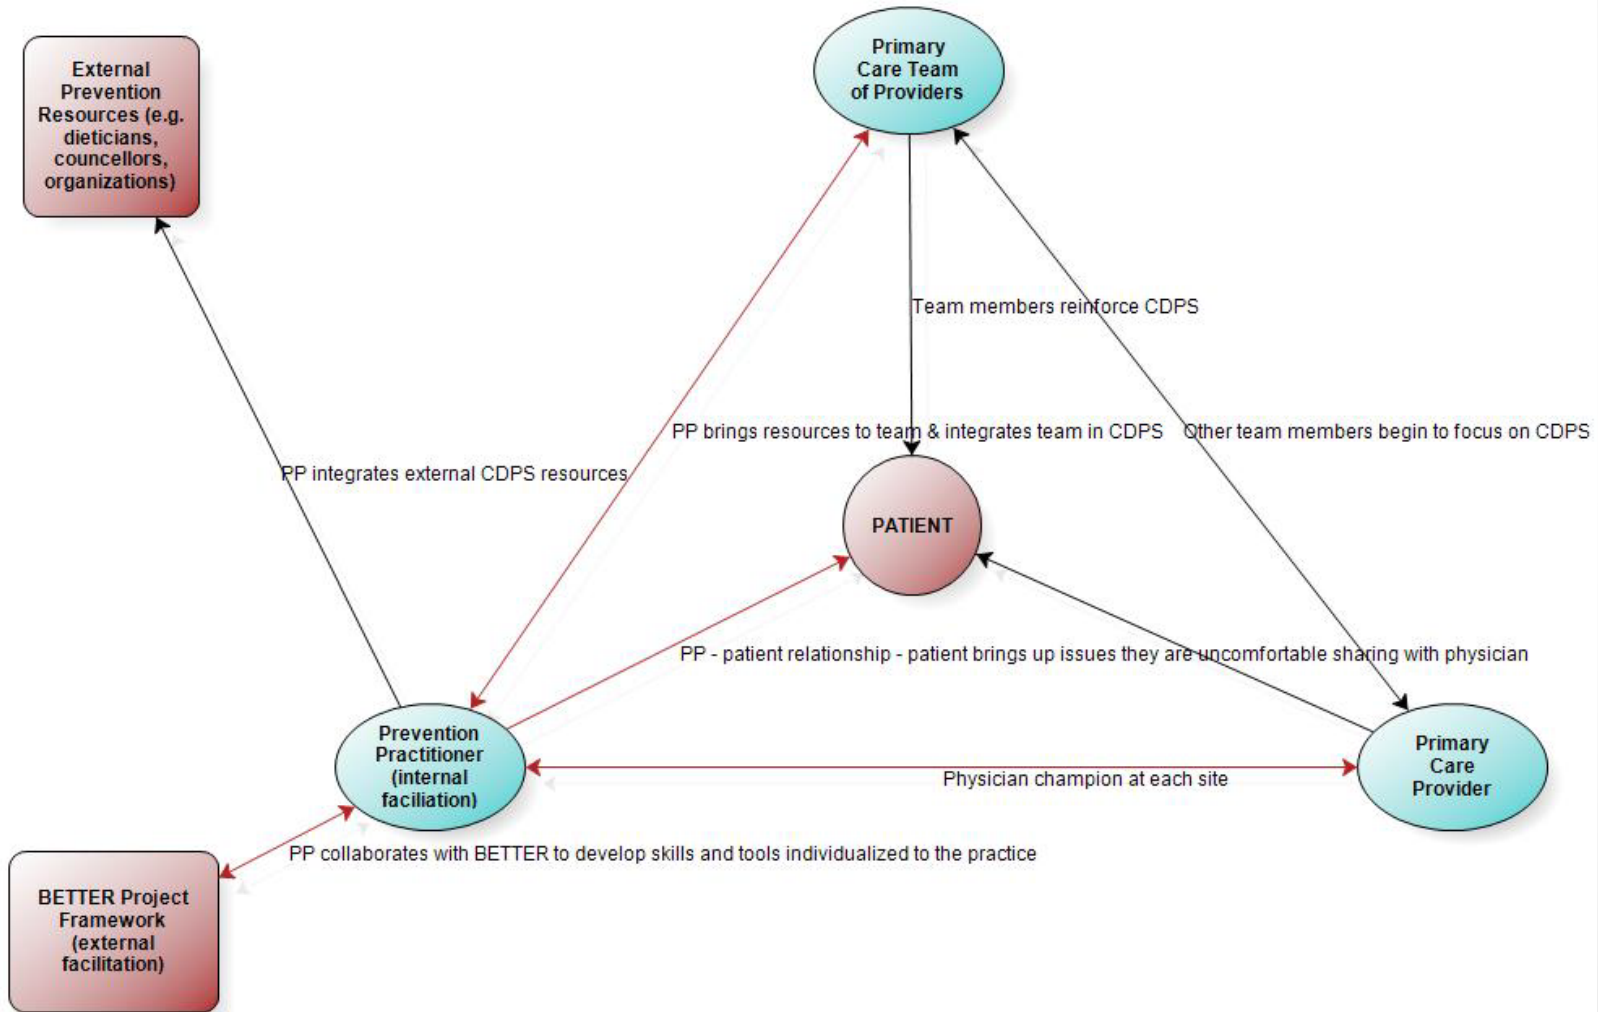 External
Prevention
Resources (e.g.
dieticians,
councellors,
organizations)
Primary
Care Team
of Providers
Team members reinforce CDPS
PP brings resources to team & integrates team in CDPS
Other team members begin to focus on CDPS
PP integrates external CDPS resources
PATIENT
PP - patient relationship - patient brings up issues they are uncomfortable sharing with physician
Prevention
Practitioner
(internal
faciliation)
Physician champion at each site
Primary
Care
Provider
PP collaborates with BETTER to develop skills and tools individualized to the practice
BETTER Project
Framework
(external
facilitation)